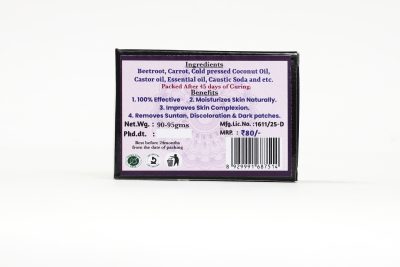 Ingredients
Beetroot, Carrot, Cold pressed Coconut Oil,
Castor oil, Essential oil, Caustic Soda and etc.
Packed After 45 days of Curing.
Benefits
1. 100% Effective 2. Moisturizes Skin Naturally.
3. Improves Skin Complexion.
4. Removes Suntan, Discoloration & Dark patches.
Net.Wg. : 90-95gms
Mfg.Lic.No. :1611/25-D
Pkd.dt. :
MRP. : ₹80/-
Best before 24months
from the date of packing
8 929991 687514